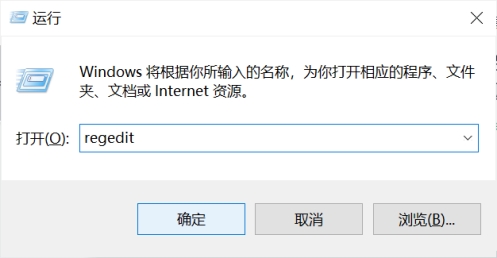 运行
Windows 将根据你所输入的名称，为你打开相应的程序、文件
夹、文档或 Internet 资源。
打开(O): regedit
确定 取消 浏览(B)...